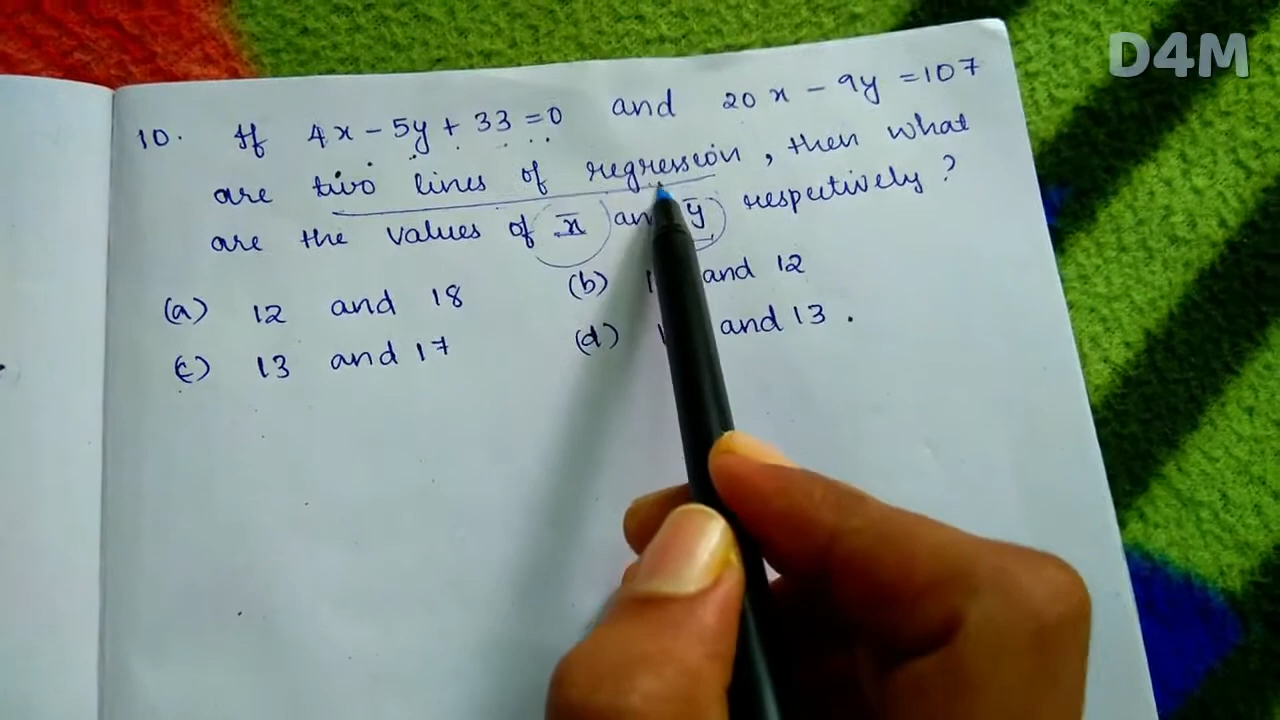 D4M
10. If 4x - 5y + 33 = 0 and 20x - 9y = 107
are two lines of regression, then what
are the values of x̄ and ȳ respectively?
(a) 12 and 18 (b) and 12
(c) 13 and 17 (d) and 13.